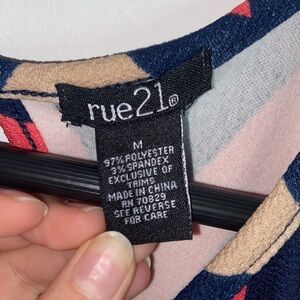 rue21®
M
97% POLYESTER
3% SPANDEX
EXCLUSIVE OF
TRIMS
MADE IN CHINA
RN 70829
SEE REVERSE
FOR CARE